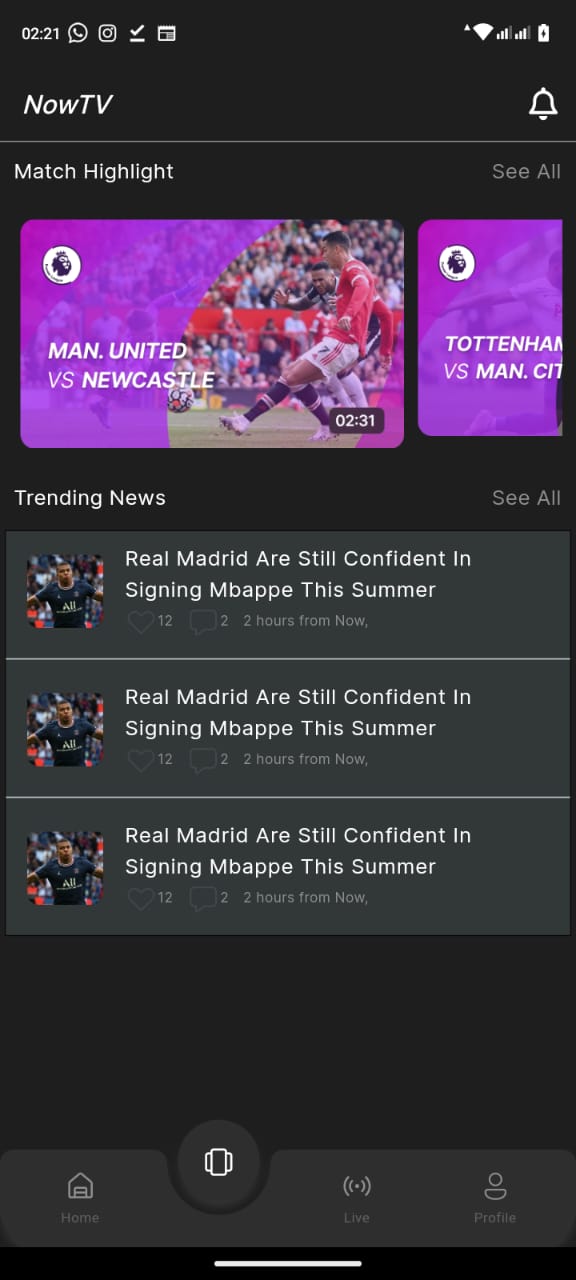 02:21
NowTV
Match Highlight See All
MAN. UNITED
VS NEWCASTLE
02:31
TOTTENHAM
VS MAN. CIT
Trending News See All
Real Madrid Are Still Confident In
Signing Mbappe This Summer
12 2 2 hours from Now,
Real Madrid Are Still Confident In
Signing Mbappe This Summer
12 2 2 hours from Now,
Real Madrid Are Still Confident In
Signing Mbappe This Summer
12 2 2 hours from Now,
Home Live Profile